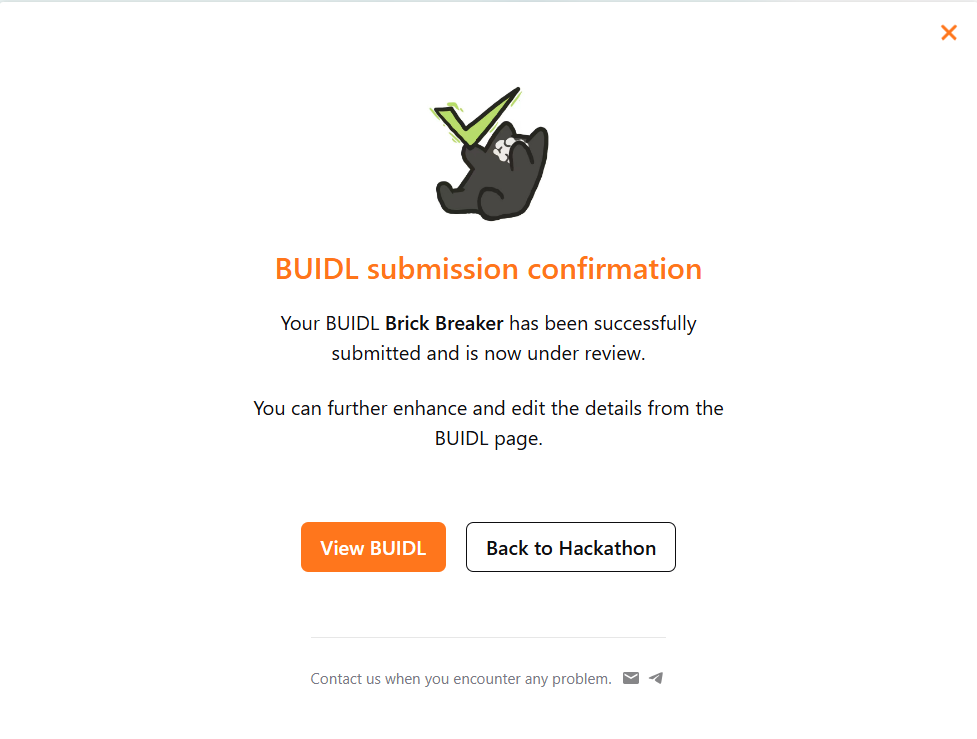 BUIDL submission confirmation
Your BUIDL Brick Breaker has been successfully
submitted and is now under review.
You can further enhance and edit the details from the
BUIDL page.
View BUIDL
Back to Hackathon
Contact us when you encounter any problem.